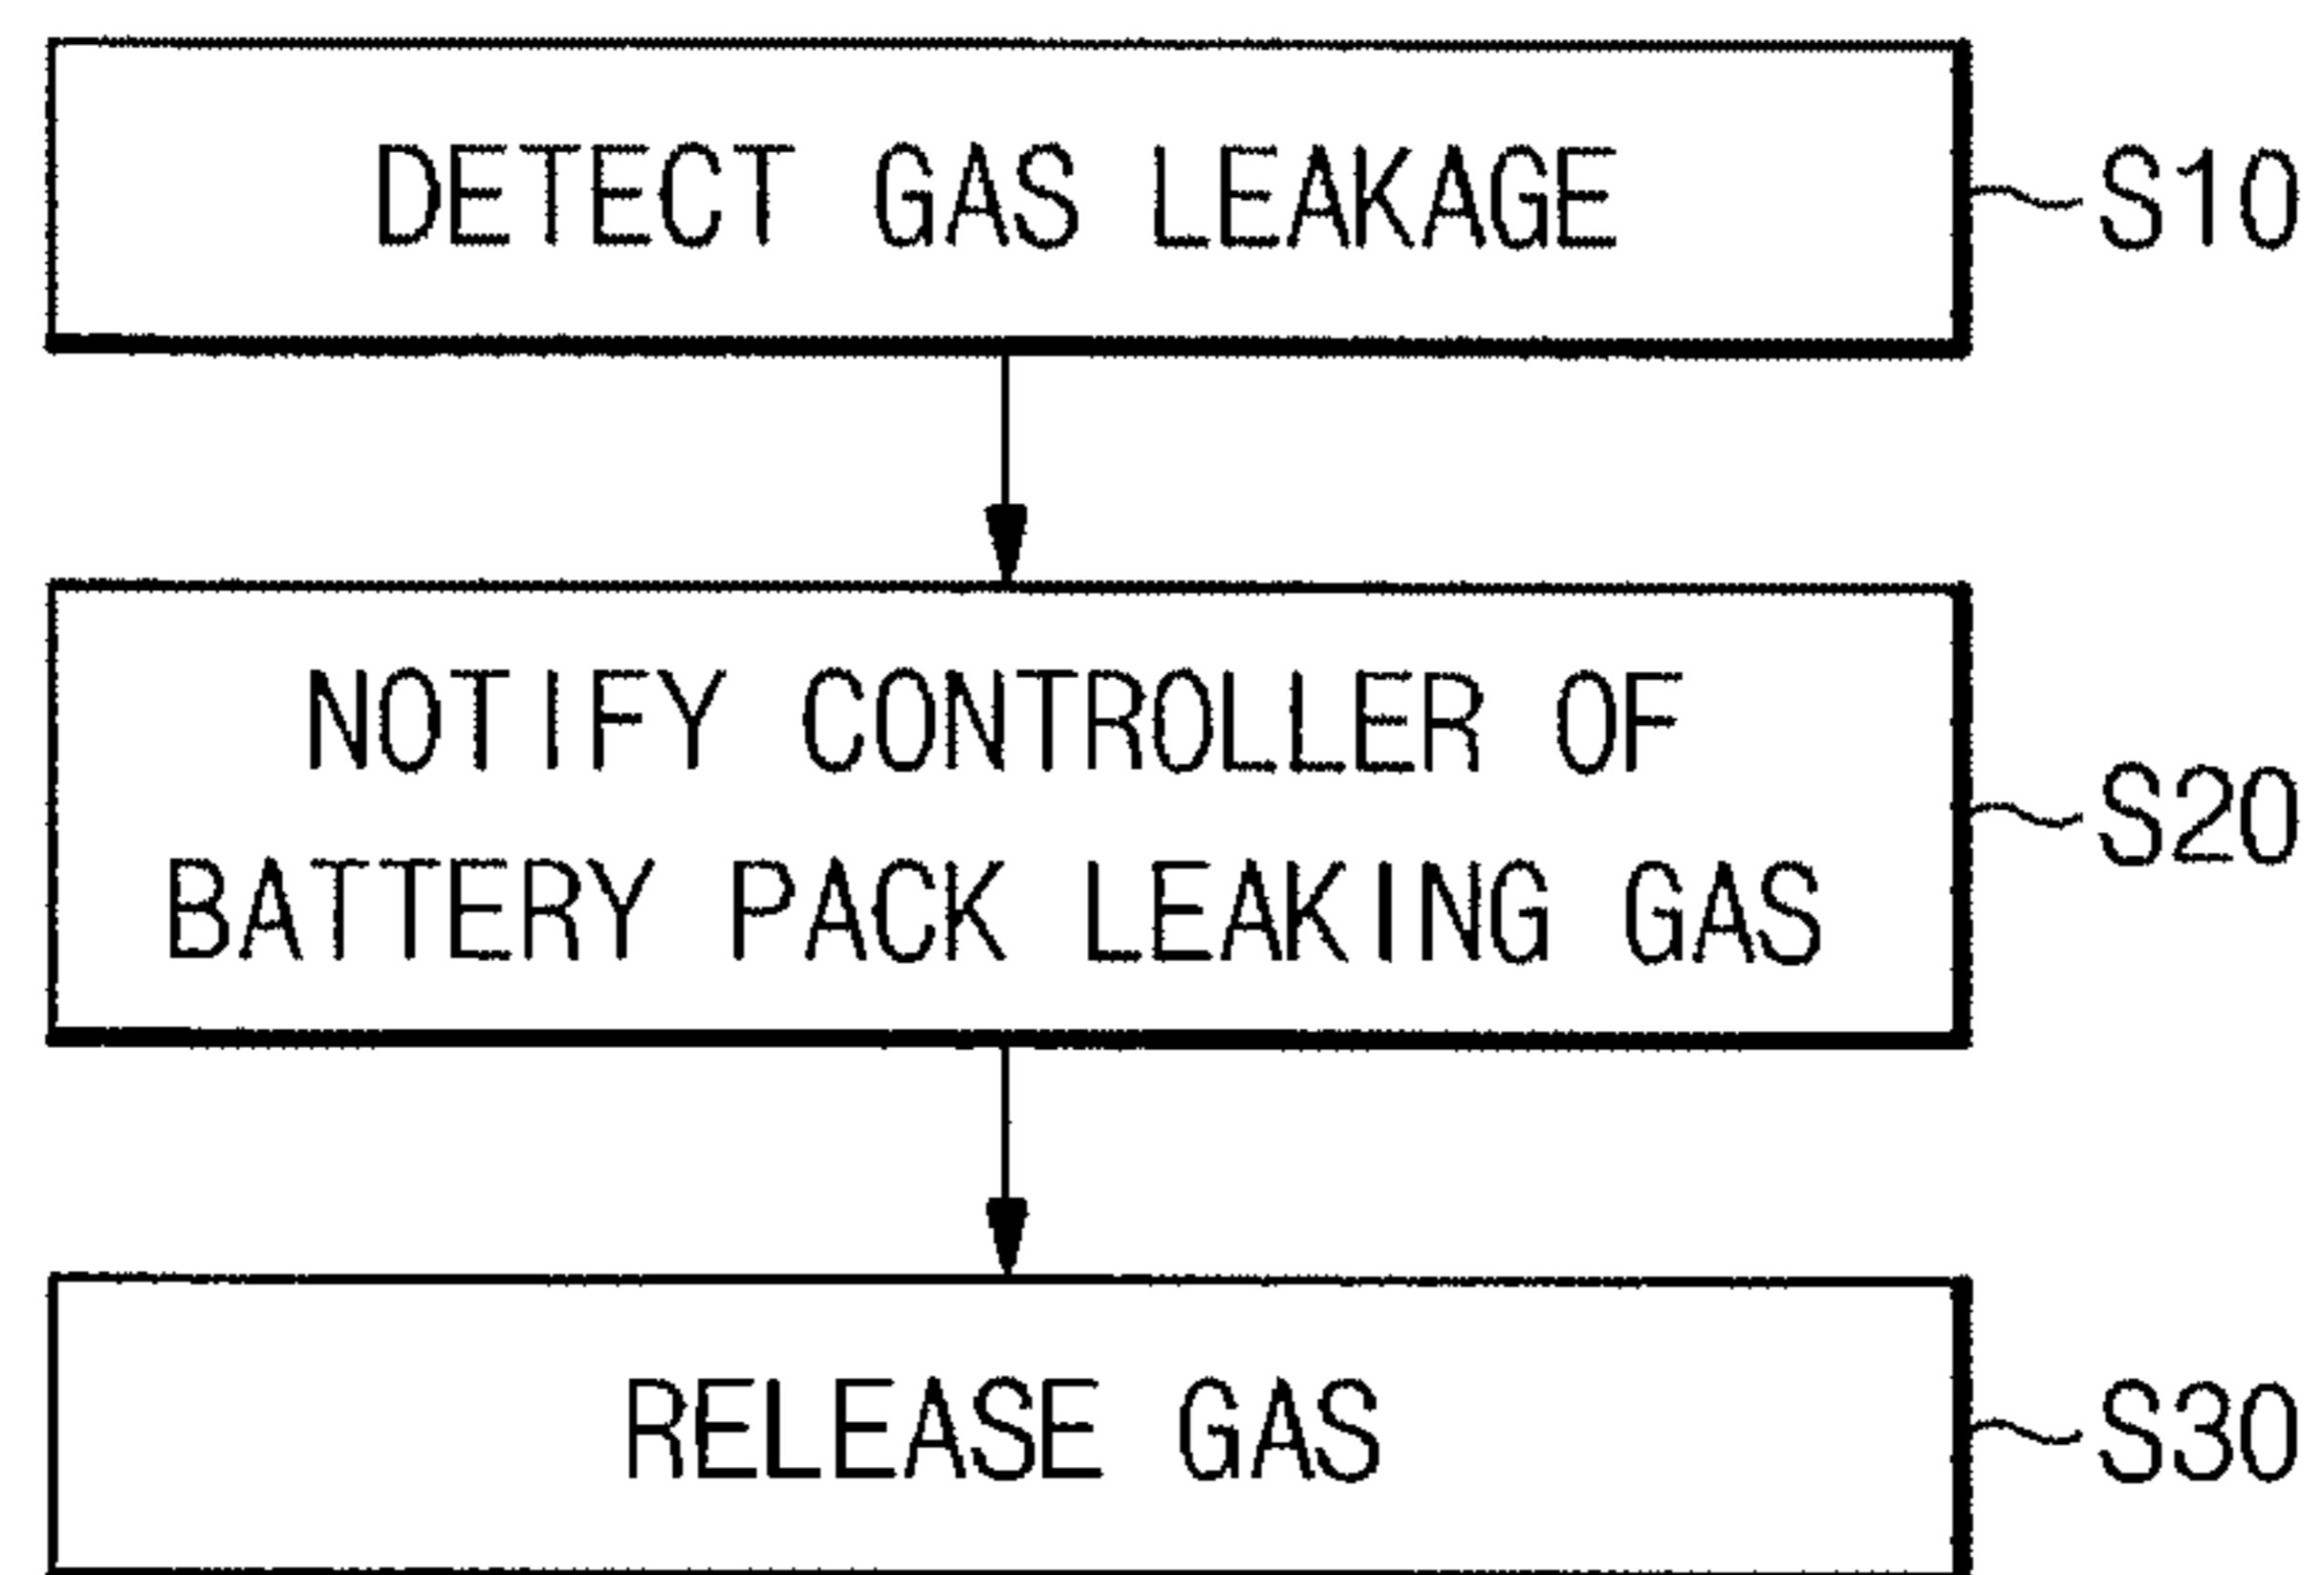 DETECT GAS LEAKAGE
S10
NOTIFY CONTROLLER OF
BATTERY PACK LEAKING GAS
S20
RELEASE GAS
S30